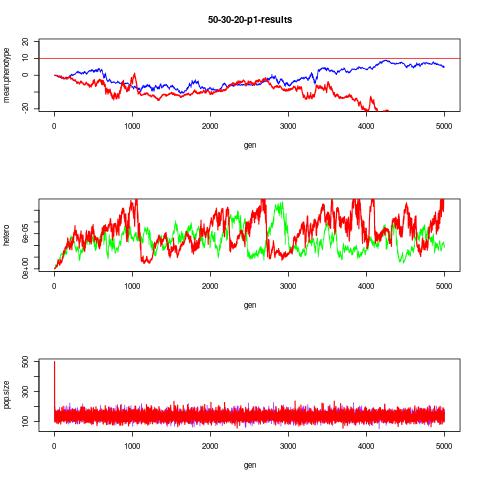 50-30-20-p1-results
mean.phenotype
20
10
0
-20
0 1000 2000 3000 4000 5000
gen
hetero
6e-05
0e+00
0 1000 2000 3000 4000 5000
gen
pop.size
500
300
100
0 1000 2000 3000 4000 5000
gen